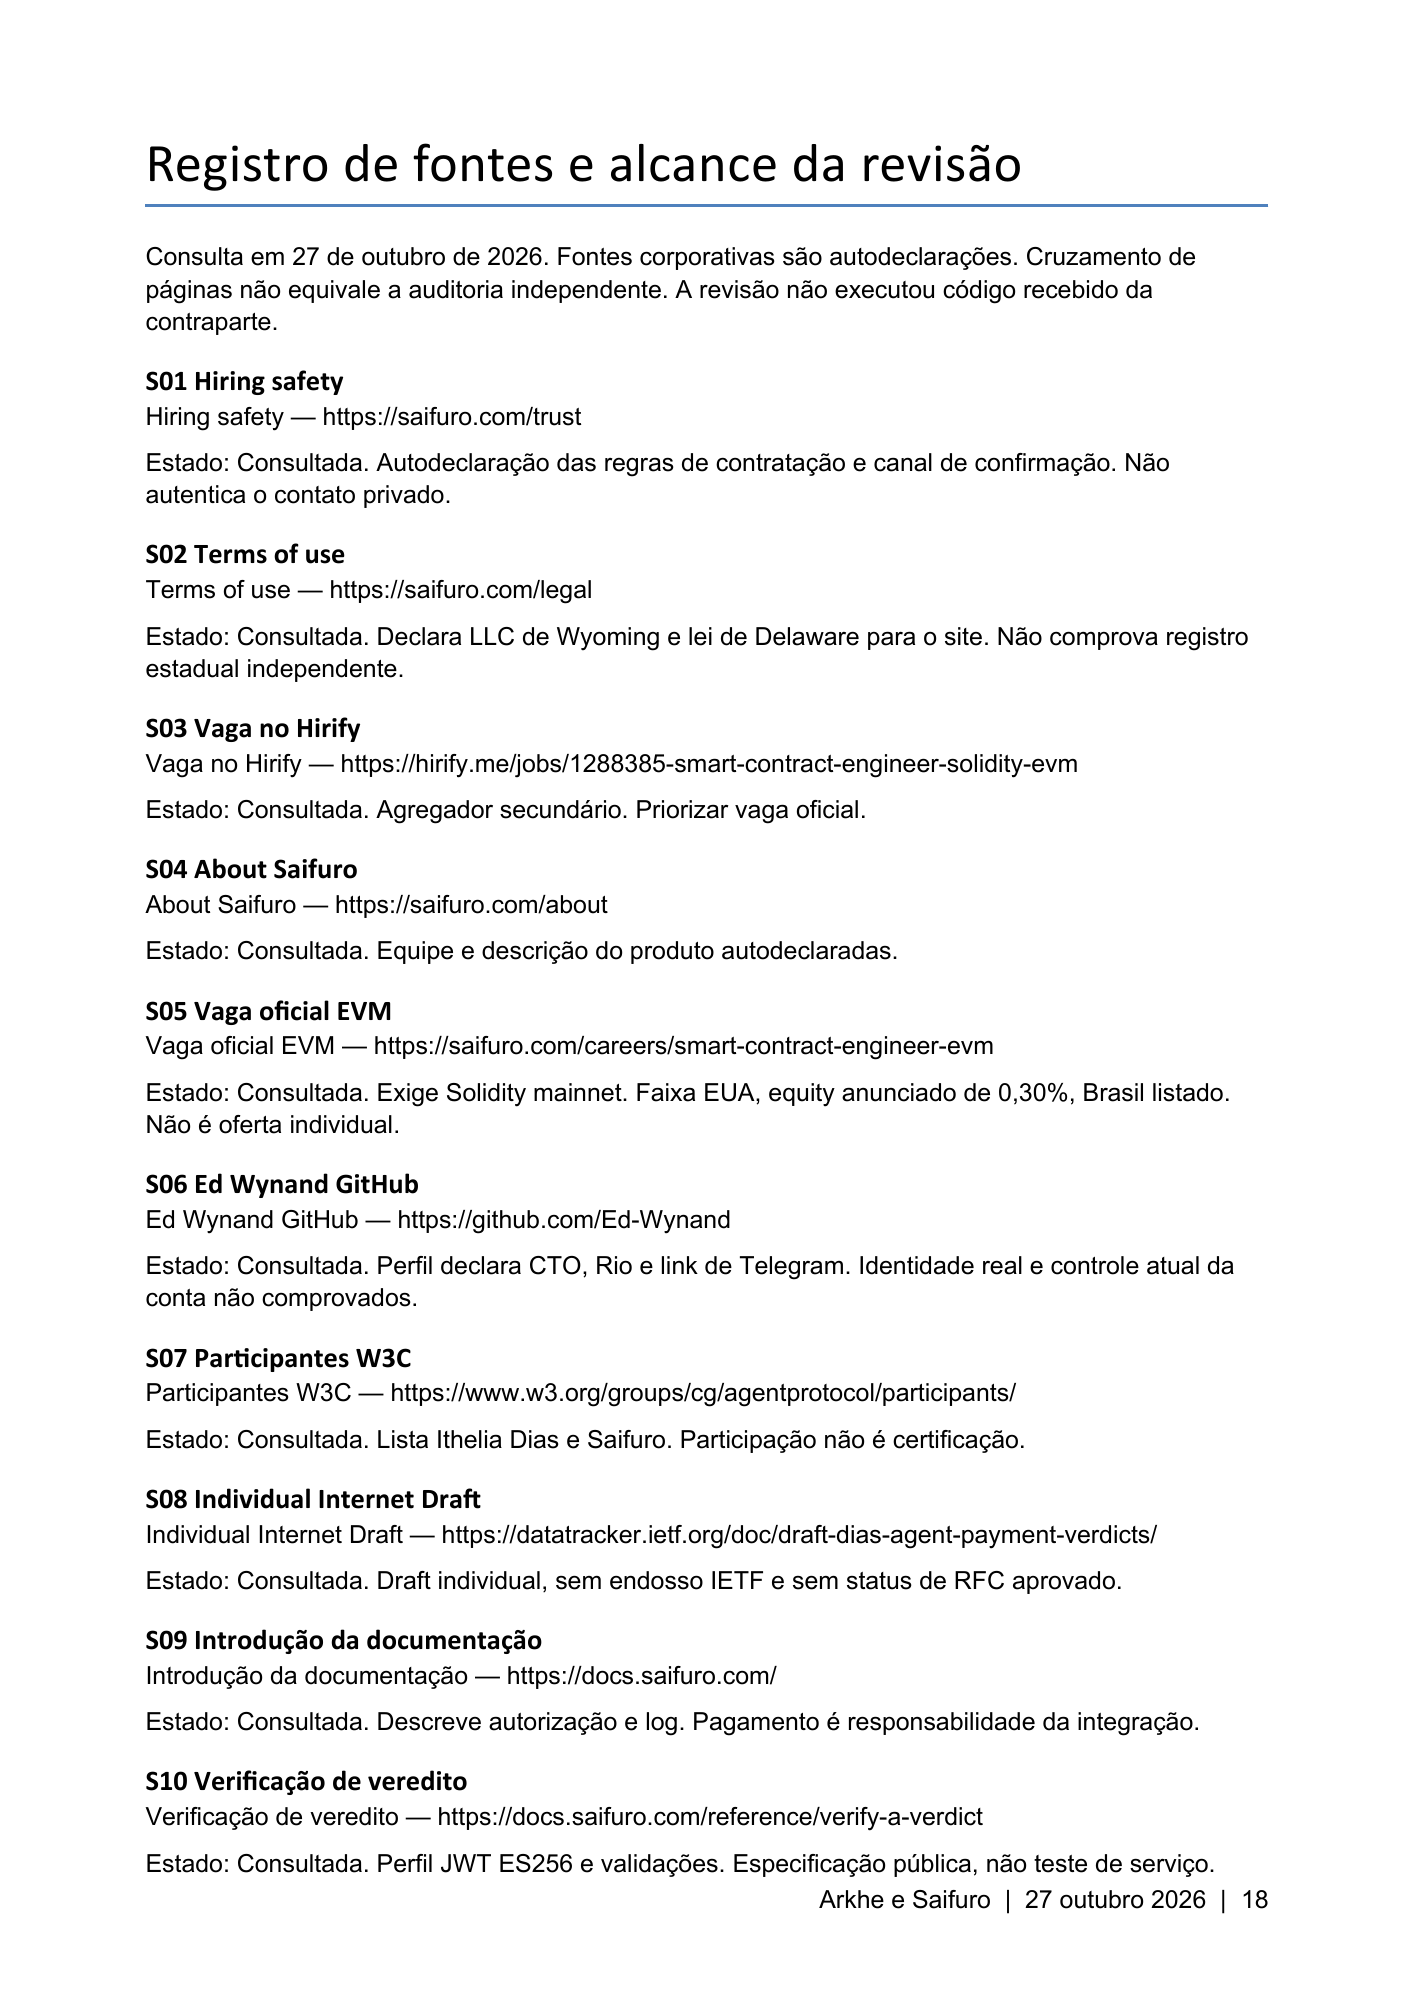 Registro de fontes e alcance da revisão
Consulta em 27 de outubro de 2026. Fontes corporativas são autodeclarações. Cruzamento de
páginas não equivale a auditoria independente. A revisão não executou código recebido da
contraparte.
S01 Hiring safety
Hiring safety — https://saifuro.com/trust
Estado: Consultada. Autodeclaração das regras de contratação e canal de confirmação. Não
autentica o contato privado.
S02 Terms of use
Terms of use — https://saifuro.com/legal
Estado: Consultada. Declara LLC de Wyoming e lei de Delaware para o site. Não comprova registro
estadual independente.
S03 Vaga no Hirify
Vaga no Hirify — https://hirify.me/jobs/1288385-smart-contract-engineer-solidity-evm
Estado: Consultada. Agregador secundário. Priorizar vaga oficial.
S04 About Saifuro
About Saifuro — https://saifuro.com/about
Estado: Consultada. Equipe e descrição do produto autodeclaradas.
S05 Vaga oficial EVM
Vaga oficial EVM — https://saifuro.com/careers/smart-contract-engineer-evm
Estado: Consultada. Exige Solidity mainnet. Faixa EUA, equity anunciado de 0,30%, Brasil listado.
Não é oferta individual.
S06 Ed Wynand GitHub
Ed Wynand GitHub — https://github.com/Ed-Wynand
Estado: Consultada. Perfil declara CTO, Rio e link de Telegram. Identidade real e controle atual da
conta não comprovados.
S07 Participantes W3C
Participantes W3C — https://www.w3.org/groups/cg/agentprotocol/participants/
Estado: Consultada. Lista Ithelia Dias e Saifuro. Participação não é certificação.
S08 Individual Internet Draft
Individual Internet Draft — https://datatracker.ietf.org/doc/draft-dias-agent-payment-verdicts/
Estado: Consultada. Draft individual, sem endosso IETF e sem status de RFC aprovado.
S09 Introdução da documentação
Introdução da documentação — https://docs.saifuro.com/
Estado: Consultada. Descreve autorização e log. Pagamento é responsabilidade da integração.
S10 Verificação de veredito
Verificação de veredito — https://docs.saifuro.com/reference/verify-a-verdict
Estado: Consultada. Perfil JWT ES256 e validações. Especificação pública, não teste de serviço.
Arkhe e Saifuro | 27 outubro 2026 | 18